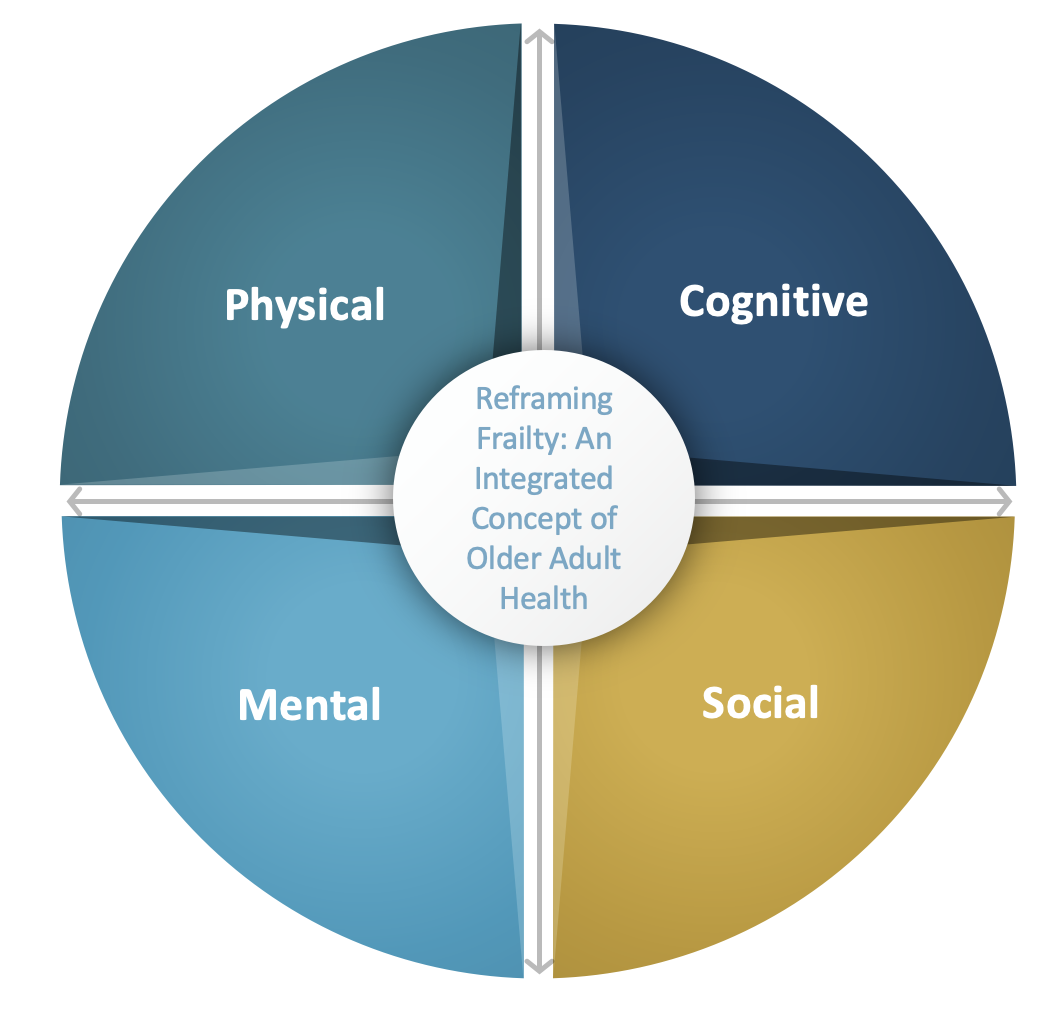 Physical
Cognitive
Reframing
Frailty: An
Integrated
Concept of
Older Adult
Health
Mental
Social